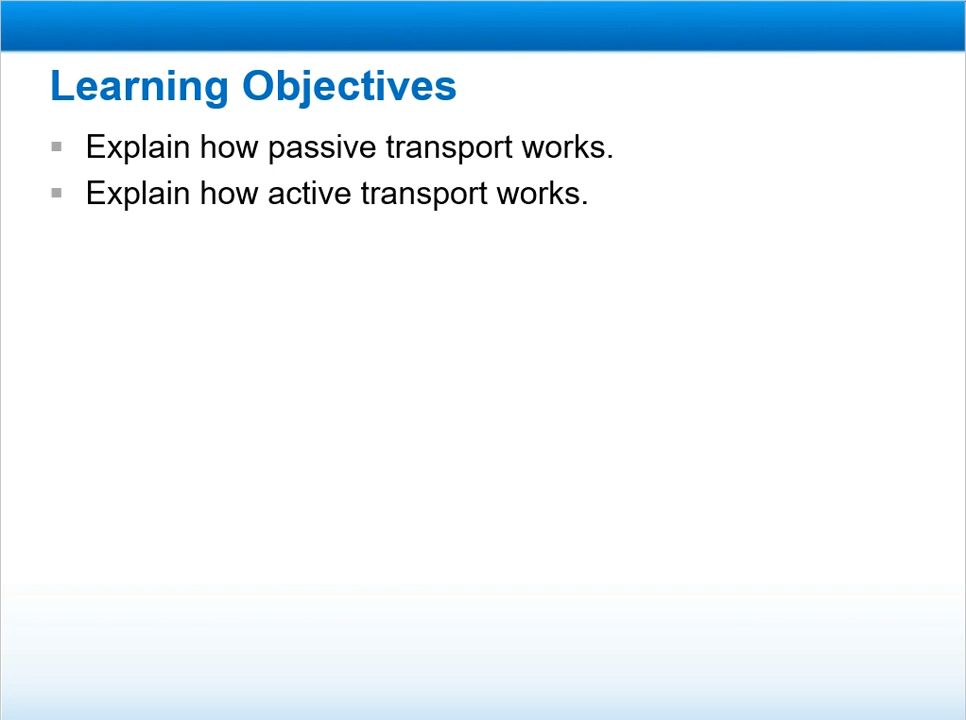 Learning Objectives
▪ Explain how passive transport works.
▪ Explain how active transport works.